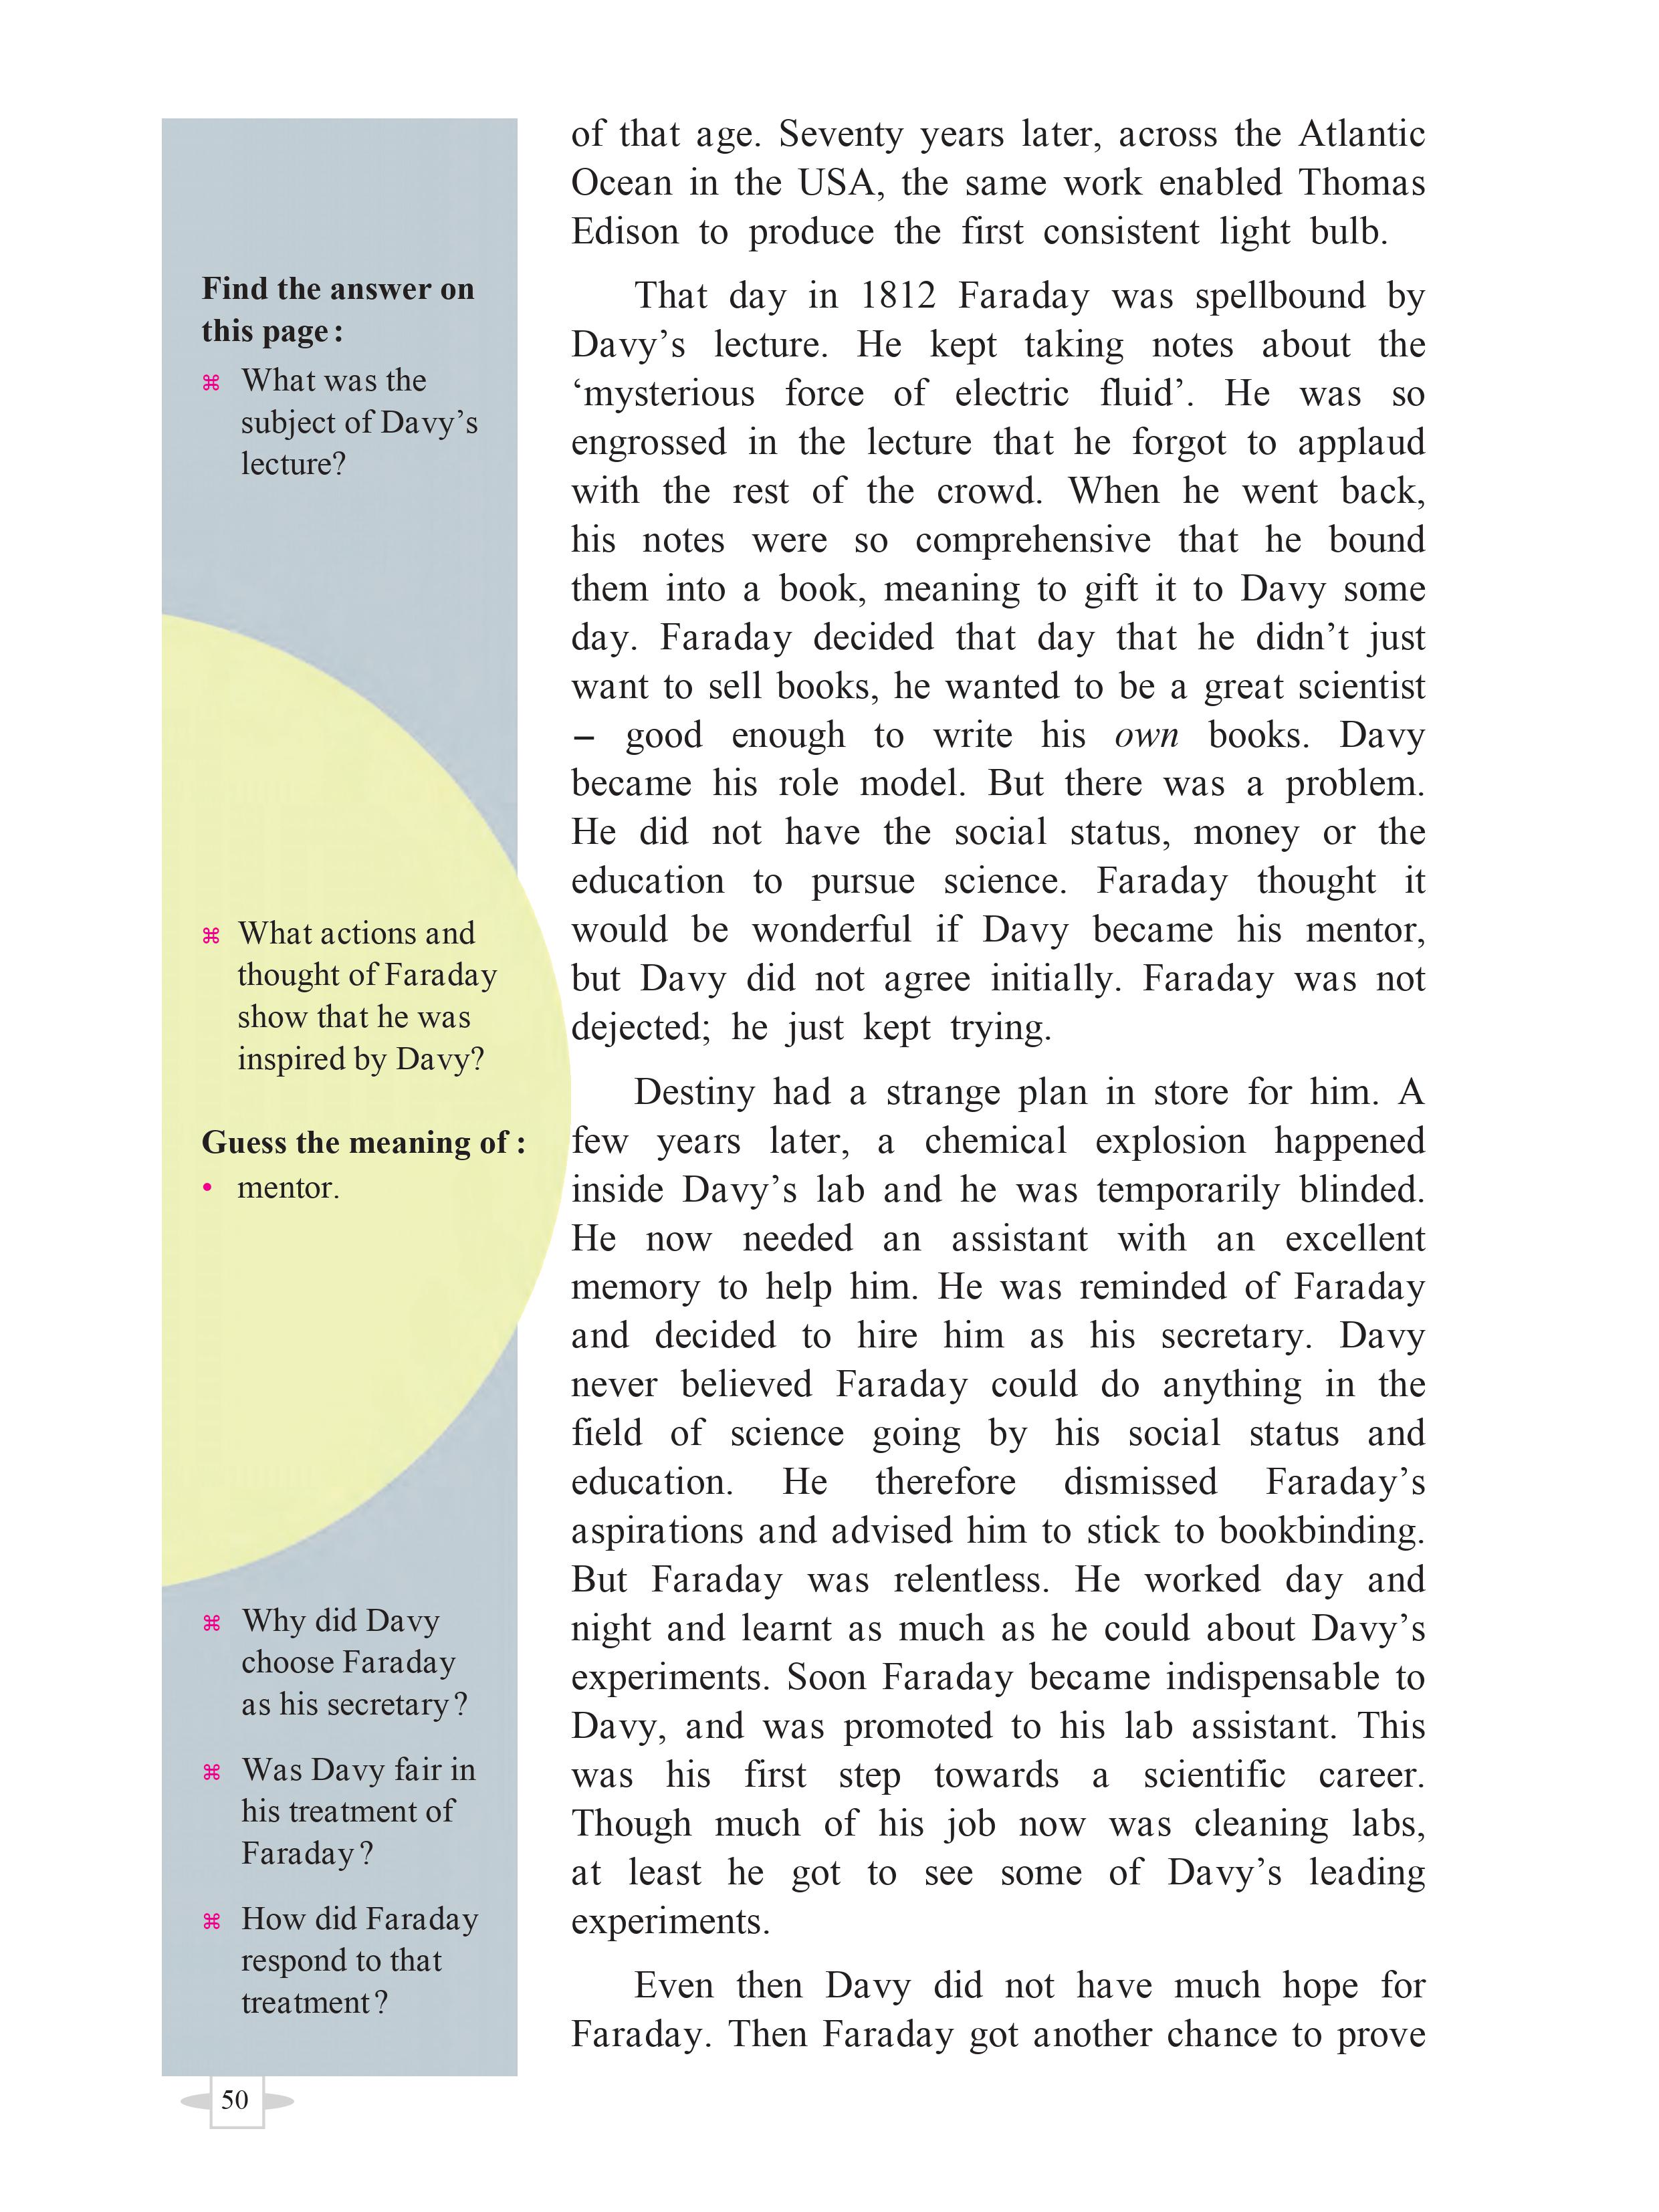 of that age. Seventy years later, across the Atlantic
Ocean in the USA, the same work enabled Thomas
Edison to produce the first consistent light bulb.
That day in 1812 Faraday was spellbound by
Davy’s lecture. He kept taking notes about the
‘mysterious force of electric fluid’. He was so
engrossed in the lecture that he forgot to applaud
with the rest of the crowd. When he went back,
his notes were so comprehensive that he bound
them into a book, meaning to gift it to Davy some
day. Faraday decided that day that he didn’t just
want to sell books, he wanted to be a great scientist
– good enough to write his own books. Davy
became his role model. But there was a problem.
He did not have the social status, money or the
education to pursue science. Faraday thought it
would be wonderful if Davy became his mentor,
but Davy did not agree initially. Faraday was not
dejected; he just kept trying.
Destiny had a strange plan in store for him. A
few years later, a chemical explosion happened
inside Davy’s lab and he was temporarily blinded.
He now needed an assistant with an excellent
memory to help him. He was reminded of Faraday
and decided to hire him as his secretary. Davy
never believed Faraday could do anything in the
field of science going by his social status and
education. He therefore dismissed Faraday’s
aspirations and advised him to stick to bookbinding.
But Faraday was relentless. He worked day and
night and learnt as much as he could about Davy’s
experiments. Soon Faraday became indispensable to
Davy, and was promoted to his lab assistant. This
was his first step towards a scientific career.
Though much of his job now was cleaning labs,
at least he got to see some of Davy’s leading
experiments.
Even then Davy did not have much hope for
Faraday. Then Faraday got another chance to prove
Find the answer on
this page :
⌘ What was the
subject of Davy’s
lecture?
⌘ What actions and
thought of Faraday
show that he was
inspired by Davy?
Guess the meaning of :
• mentor.
⌘ Why did Davy
choose Faraday
as his secretary ?
⌘ Was Davy fair in
his treatment of
Faraday ?
⌘ How did Faraday
respond to that
treatment ?
50